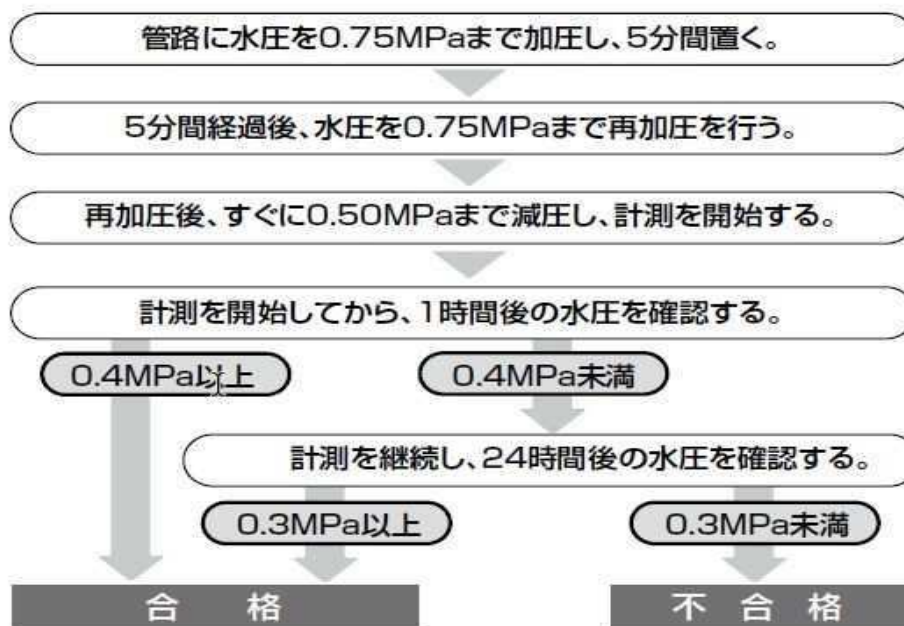 管路に水圧を0.75MPaまで加圧し、5分間置く。
5分間経過後、水圧を0.75MPaまで再加圧を行う。
再加圧後、すぐに0.50MPaまで減圧し、計測を開始する。
計測を開始してから、1時間後の水圧を確認する。
0.4MPa以上
0.4MPa未満
計測を継続し、24時間後の水圧を確認する。
0.3MPa以上
0.3MPa未満
合格
不合格